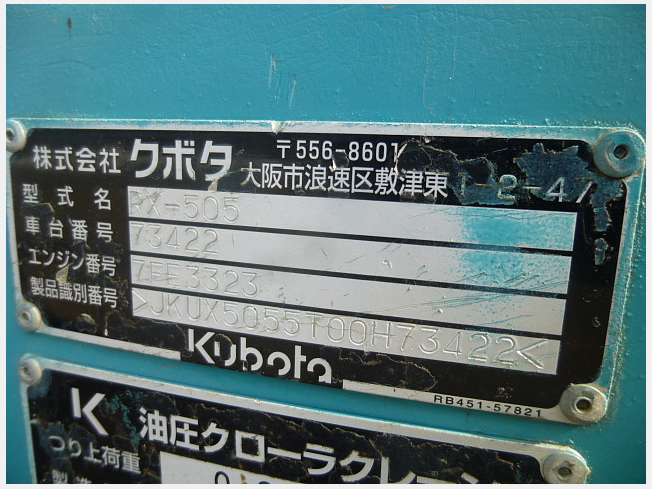 株式会社 クボタ 〒556-8601
大阪市浪速区敷津東1-2-47
型式名 RX-505
車台番号 73422
エンジン番号 7EE3323
製品識別番号 >JKUX5055T00H73422<
Kubota
RB451-57821
K 油圧クローラクレーン
つり上荷重